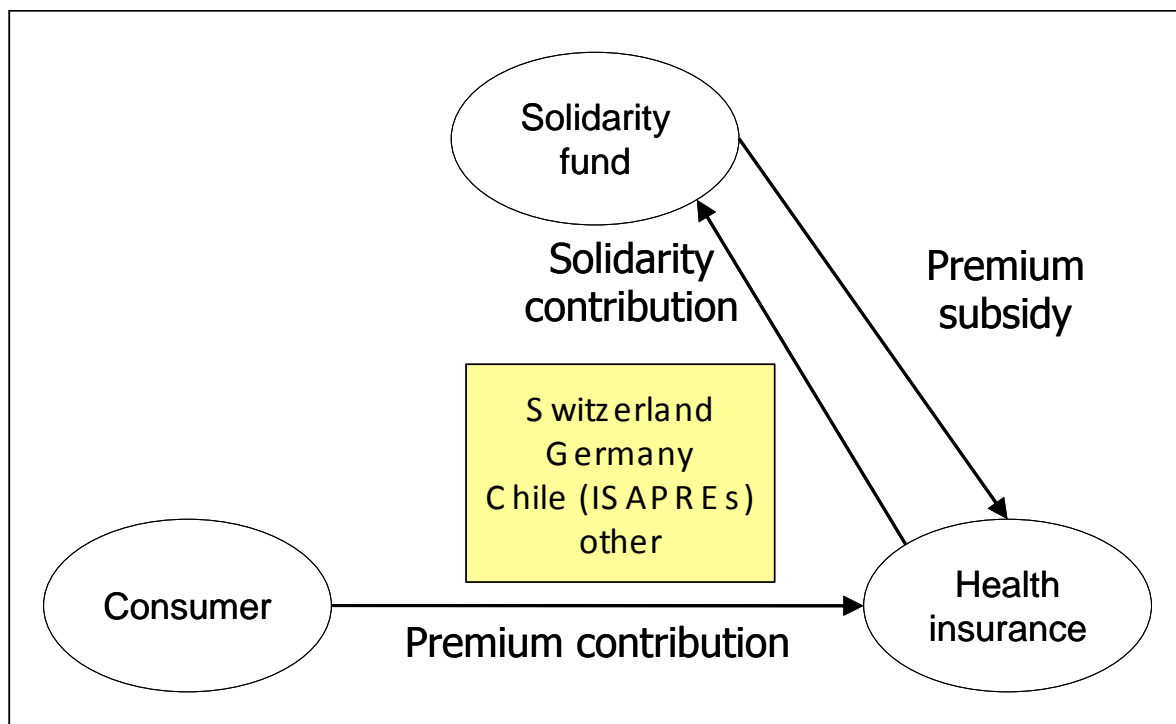 Solidarity
fund
Solidarity
contribution
Premium
subsidy
Switzerland
Germany
Chile (ISAPREs)
other
Consumer
Premium contribution
Health
insurance